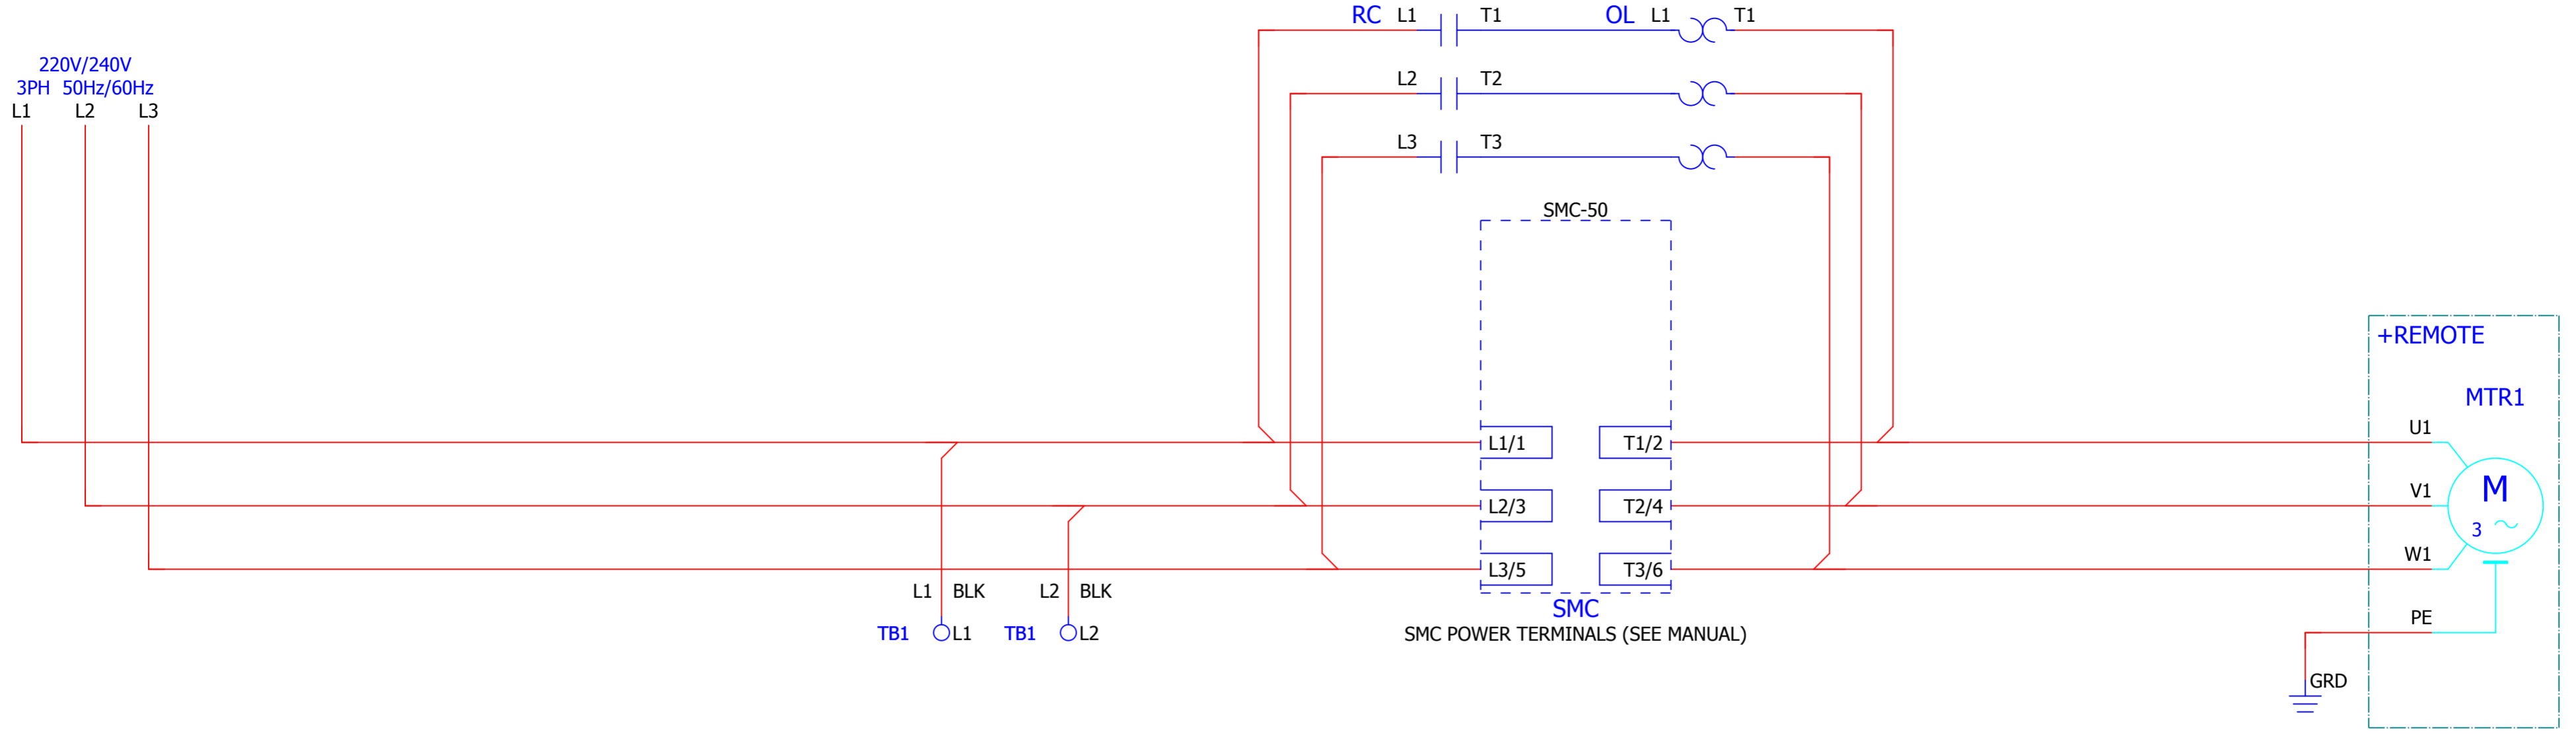 RC L1 T1 OL L1 T1
220V/240V
3PH 50Hz/60Hz
L1 L2 L3
L2 T2
L3 T3
SMC-50
+REMOTE
MTR1
U1
L1/1 T1/2
V1
M
3
L2/3 T2/4
W1
L3/5 T3/6
L1 BLK L2 BLK
SMC
PE
TB1 L1 TB1 L2
SMC POWER TERMINALS (SEE MANUAL)
GRD